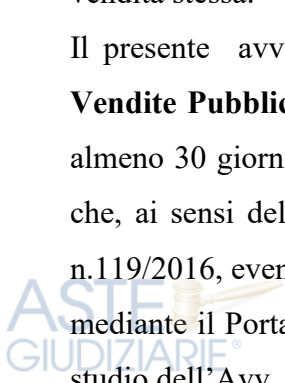 vendita stessa.
Il presente avv
Vendite Pubblic
almeno 30 giorn
che, ai sensi del
n.119/2016, even
mediante il Porta
studio dell'Avv.
ASTE
GIUDIZIARIE®